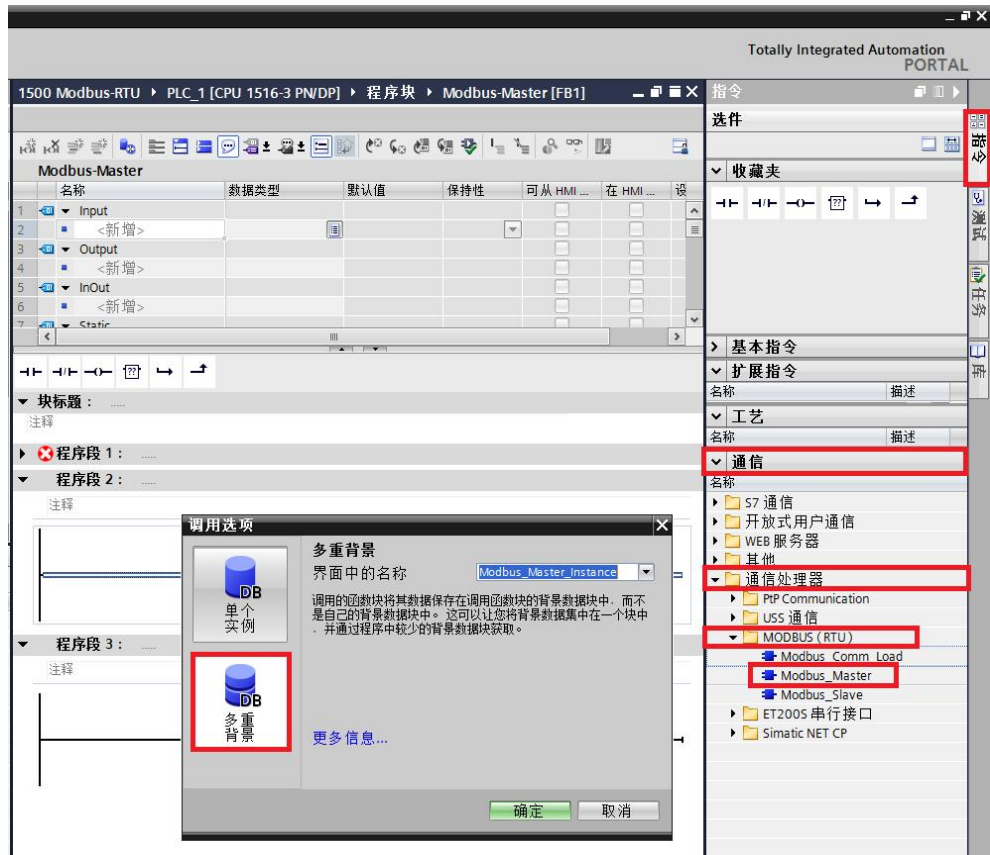 Totally Integrated Automation
PORTAL
1500 Modbus-RTU ▸ PLC_1 [CPU 1516-3 PN/DP] ▸ 程序块 ▸ Modbus-Master [FB1]
Modbus-Master
名称 数据类型 默认值 保持性 可从 HMI ... 在 HMI ... 设
1 Input
2 <新增>
3 Output
4 <新增>
5 InOut
6 <新增>
7 Static
块标题： .....
注释
程序段 1： .....
程序段 2： .....
注释
程序段 3： .....
注释
调用选项
DB
单个
实例
DB
多重
背景
多重背景
界面中的名称 Modbus_Master_Instance
调用的函数块将其数据保存在调用函数块的背景数据块中，而不
是自己的背景数据块中。 这可以让您将背景数据集中在一个块中
，并通过程序中较少的背景数据块获取。
更多信息...
确定 取消
指令
选件
收藏夹
基本指令
扩展指令
名称 描述
工艺
名称 描述
通信
名称
S7 通信
开放式用户通信
WEB 服务器
其他
通信处理器
PtP Communication
USS 通信
MODBUS (RTU)
Modbus_Comm_Load
Modbus_Master
Modbus_Slave
ET200S 串行接口
Simatic NET CP
指令
测试
任务
库